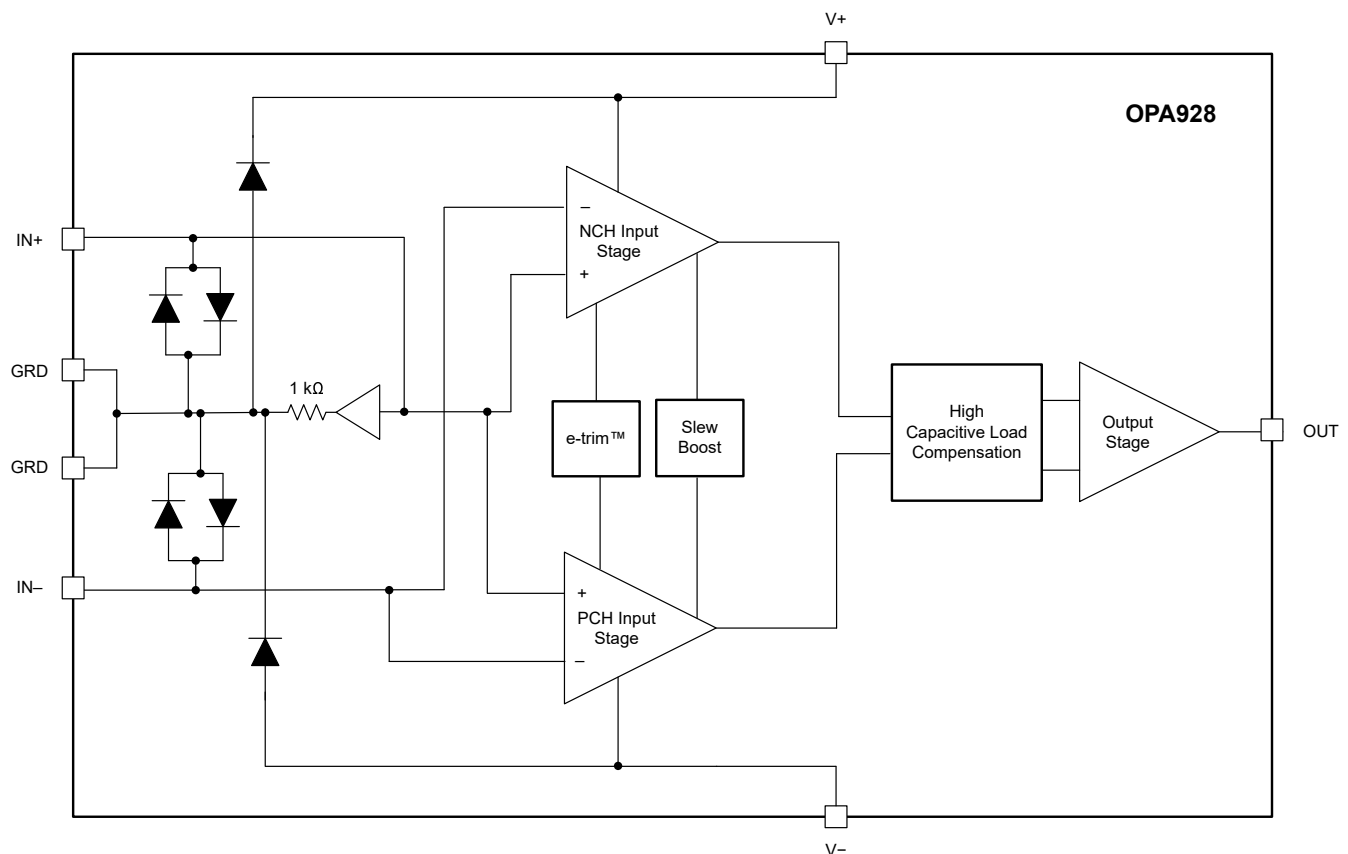 V+
OPA928
IN+
–
NCH Input
Stage
+
GRD
1 kΩ
GRD
e-trim™
Slew
Boost
High
Capacitive Load
Compensation
Output
Stage
OUT
IN–
+
PCH Input
Stage
–
V–